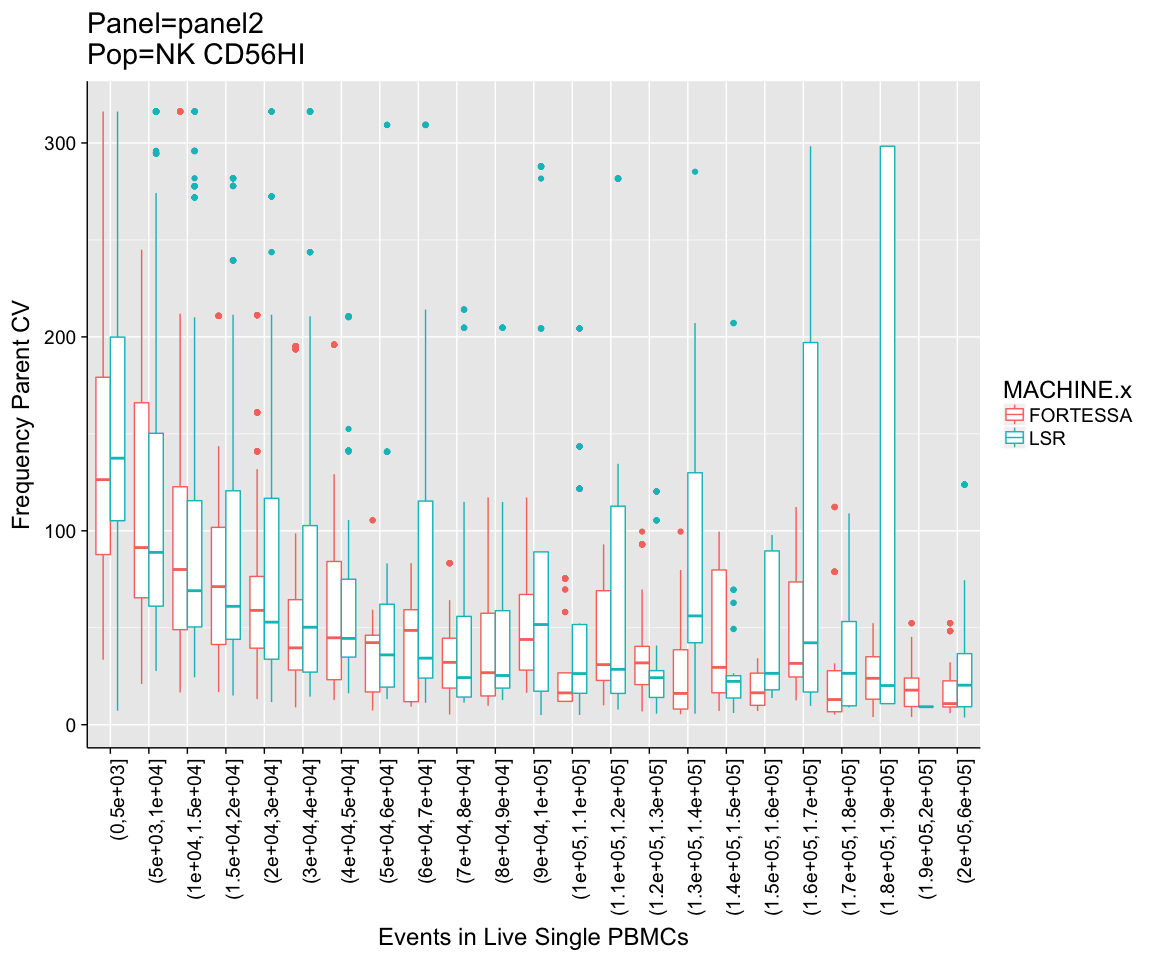 Panel=panel2
Pop=NK CD56HI
Frequency Parent CV
300
200
100
0
(0,5e+03]
(5e+03,1e+04]
(1e+04,1.5e+04]
(1.5e+04,2e+04]
(2e+04,3e+04]
(3e+04,4e+04]
(4e+04,5e+04]
(5e+04,6e+04]
(6e+04,7e+04]
(7e+04,8e+04]
(8e+04,9e+04]
(9e+04,1e+05]
(1e+05,1.1e+05]
(1.1e+05,1.2e+05]
(1.2e+05,1.3e+05]
(1.3e+05,1.4e+05]
(1.4e+05,1.5e+05]
(1.5e+05,1.6e+05]
(1.6e+05,1.7e+05]
(1.7e+05,1.8e+05]
(1.8e+05,1.9e+05]
(1.9e+05,2e+05]
(2e+05,6e+05]
Events in Live Single PBMCs
MACHINE.x
FORTESSA
LSR